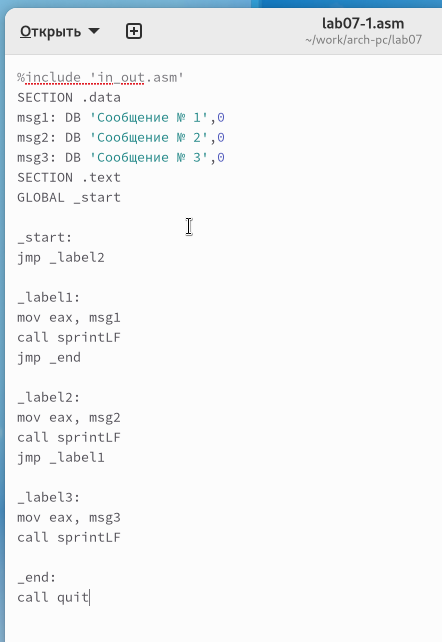 Открыть
lab07-1.asm
~/work/arch-pc/lab07
%include 'in_out.asm'
SECTION .data
msg1: DB 'Сообщение № 1',0
msg2: DB 'Сообщение № 2',0
msg3: DB 'Сообщение № 3',0
SECTION .text
GLOBAL _start
_start:
jmp _label2
_label1:
mov eax, msg1
call sprintLF
jmp _end
_label2:
mov eax, msg2
call sprintLF
jmp _label1
_label3:
mov eax, msg3
call sprintLF
_end:
call quit